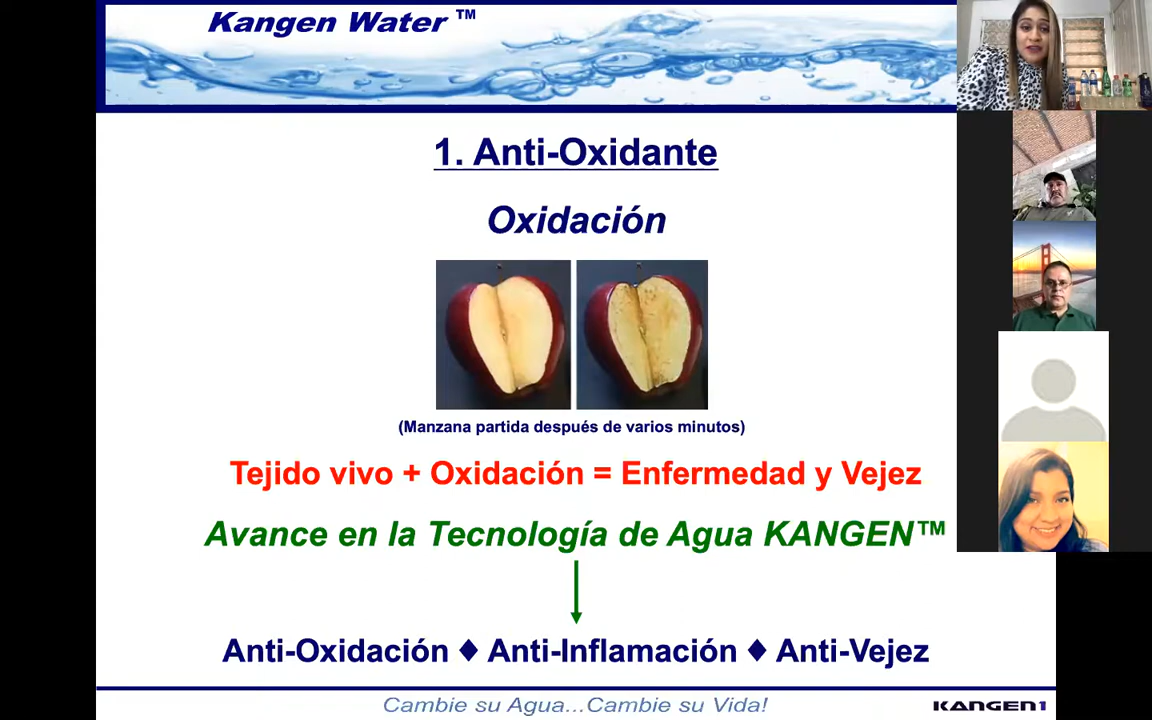 Kangen Water ™
1. Anti-Oxidante
Oxidación
(Manzana partida después de varios minutos)
Tejido vivo + Oxidación = Enfermedad y Vejez
Avance en la Tecnología de Agua KANGEN™
Anti-Oxidación ♦ Anti-Inflamación ♦ Anti-Vejez
Cambie su Agua...Cambie su Vida!
KANGEN1